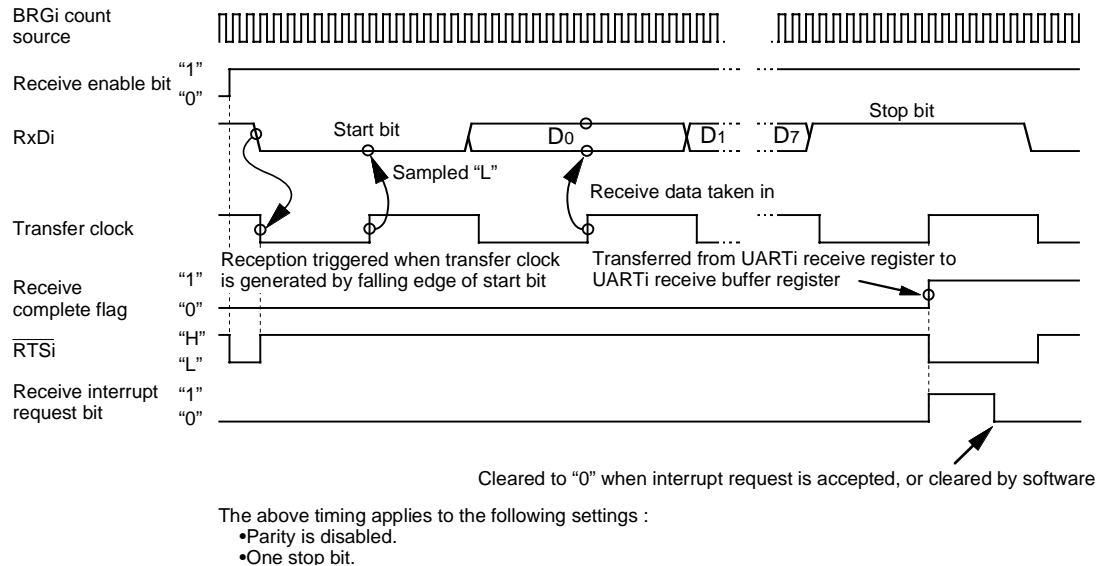 BRGi count
source
Receive enable bit
“1”
“0”
RxDi
Start bit
D0
D1
D7
Stop bit
Sampled “L”
Receive data taken in
Transfer clock
Reception triggered when transfer clock
is generated by falling edge of start bit
Transferred from UARTi receive register to
UARTi receive buffer register
Receive
complete flag
“1”
“0”
RTSi
“H”
“L”
Receive interrupt
request bit
“1”
“0”
Cleared to “0” when interrupt request is accepted, or cleared by software
The above timing applies to the following settings :
•Parity is disabled.
•One stop bit.